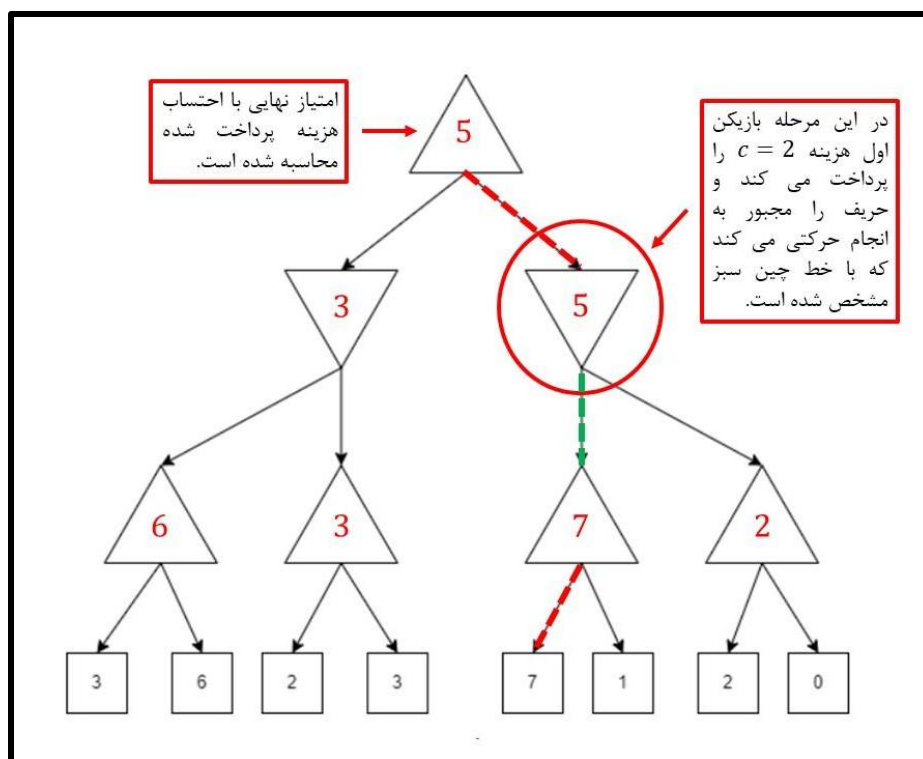 امتیاز نهایی با احتساب
هزینه پرداخت شده
محاسبه شده است.
5
در این مرحله بازیکن
اول هزینه c = 2 را
پرداخت می کند و
حریف را مجبور به
انجام حرکتی می کند
که با خط چین سبز
مشخص شده است.
3
5
6
3
7
2
3
6
2
3
7
1
2
0